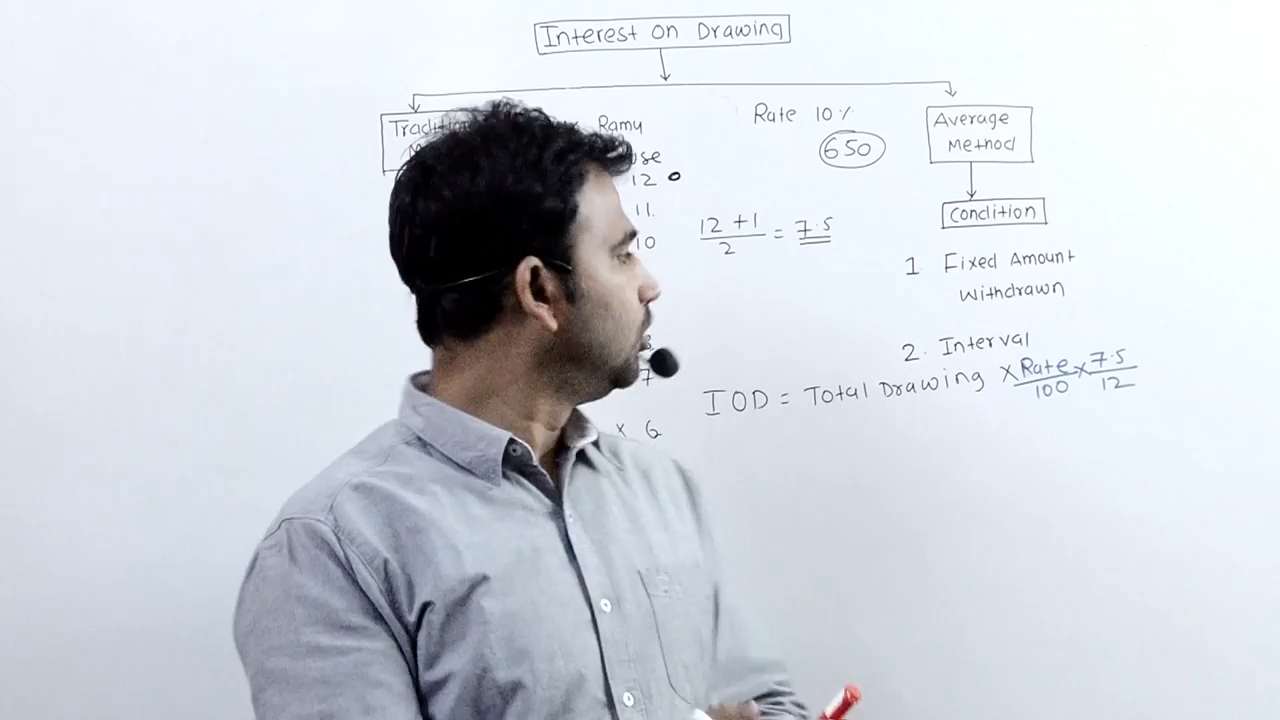 Interest on Drawing
Ramu
Rate 10%
650
Average
Method
12
11.
10
12 + 1
2
= 7.5
Condition
1. Fixed Amount
Withdrawn
2. Interval
7
IOD = Total Drawing × Rate/100 × 7.5/12
× 6